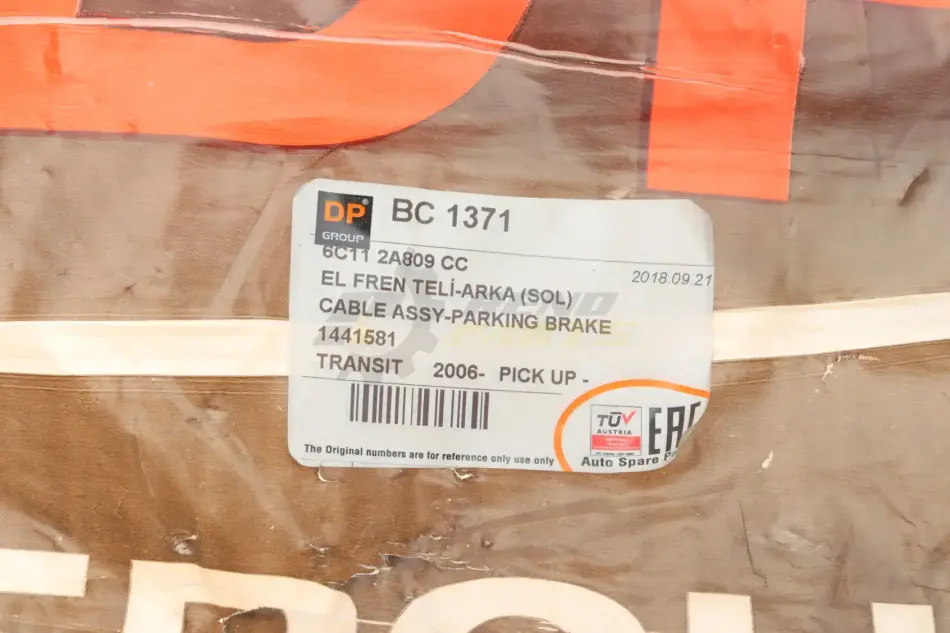 DP® GROUP
BC 1371
6C11 2A809 CC
2018.09.21
EL FREN TELİ-ARKA (SOL)
CABLE ASSY-PARKING BRAKE
1441581
TRANSIT 2006- PICK UP -
TÜV
AUSTRIA
EAC
The Original numbers are for reference only use only
Auto Spare